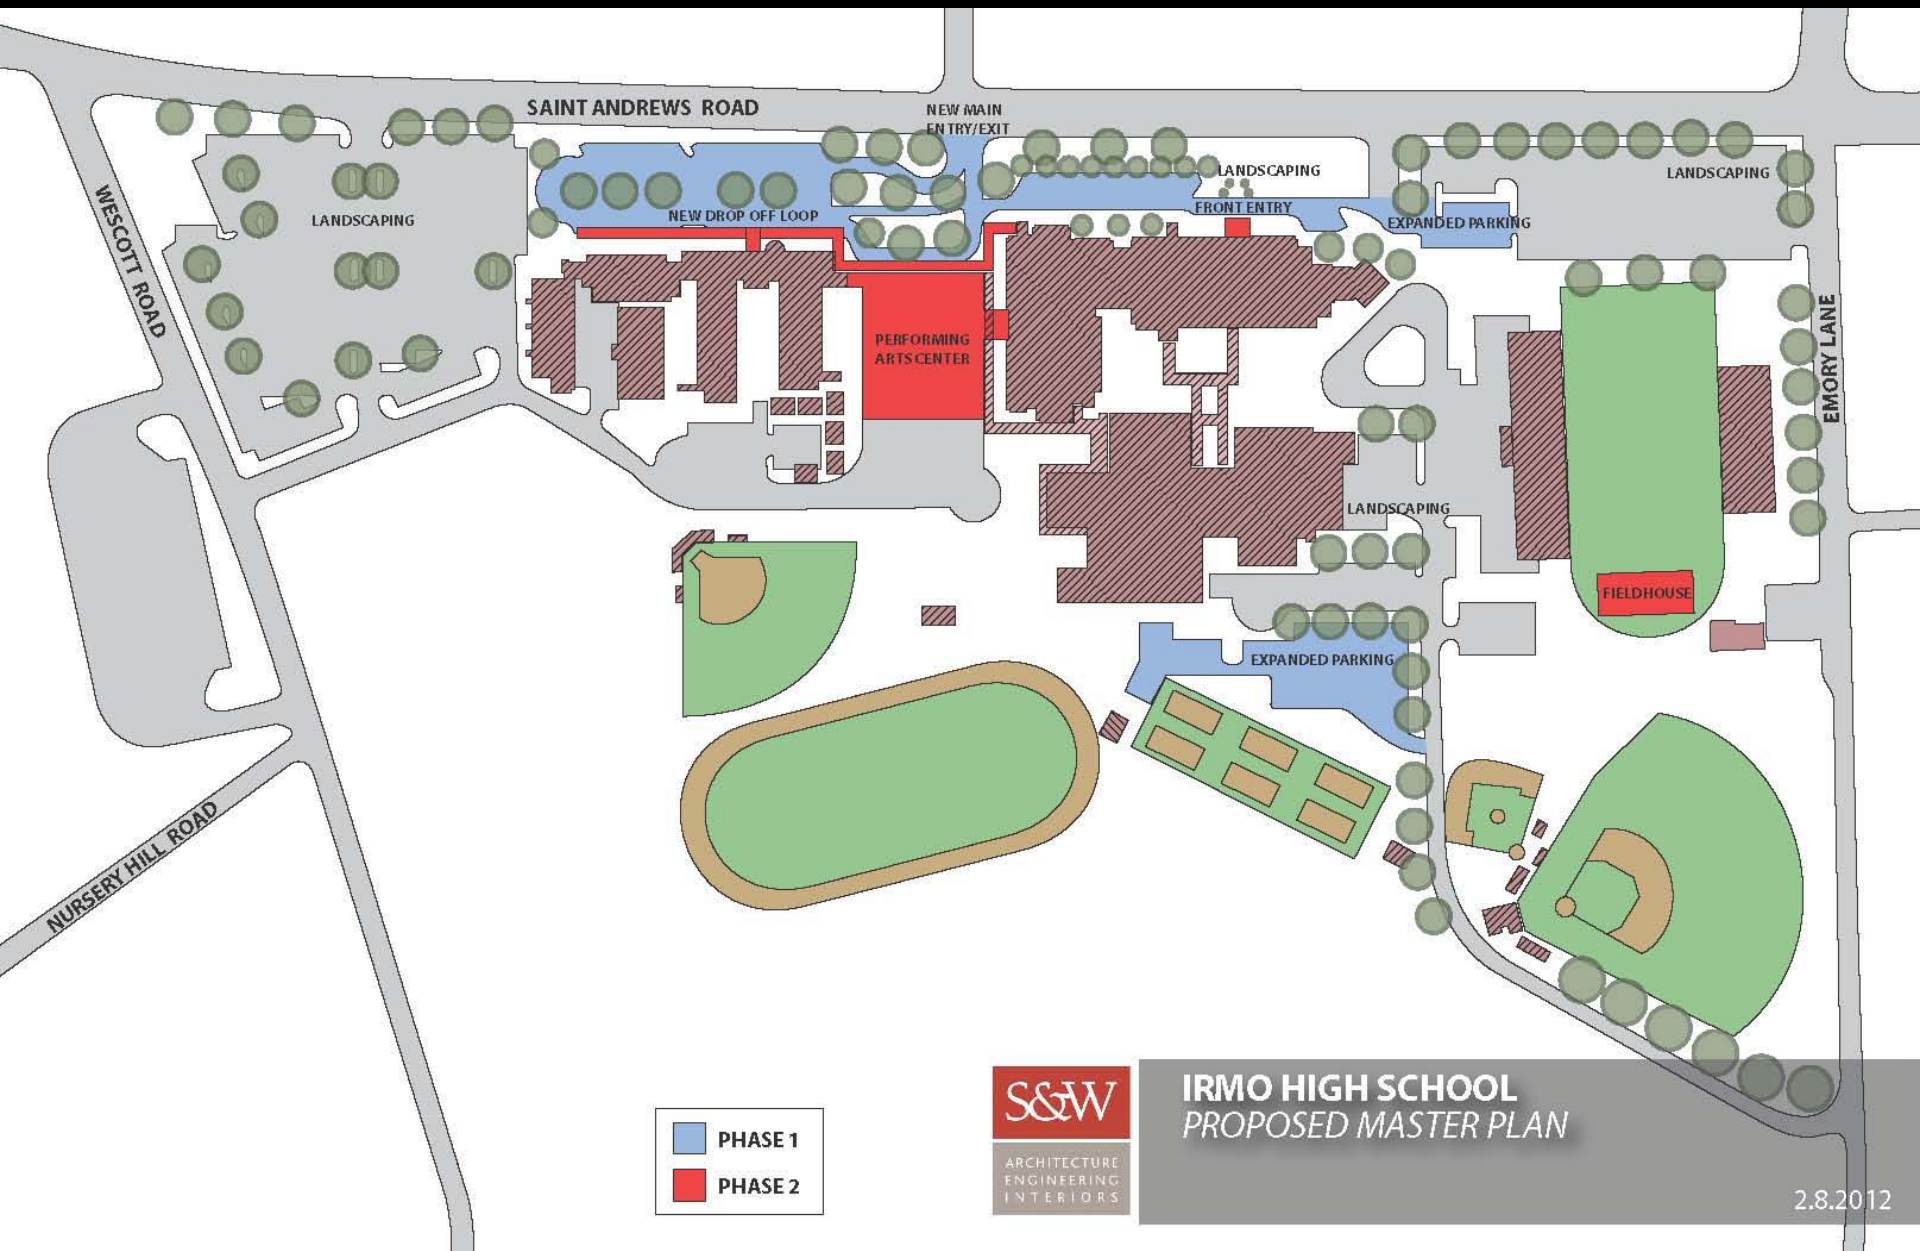 SAINT ANDREWS ROAD
NEW MAIN
ENTRY/EXIT
LANDSCAPING
LANDSCAPING
WESCOTT ROAD
LANDSCAPING
NEW DROP OFF LOOP
FRONT ENTRY
EXPANDED PARKING
EMORY LANE
PERFORMING
ARTS CENTER
LANDSCAPING
FIELDHOUSE
EXPANDED PARKING
NURSERY HILL ROAD
PHASE 1
PHASE 2
S&W
ARCHITECTURE
ENGINEERING
INTERIORS
IRMO HIGH SCHOOL
PROPOSED MASTER PLAN
2.8.2012